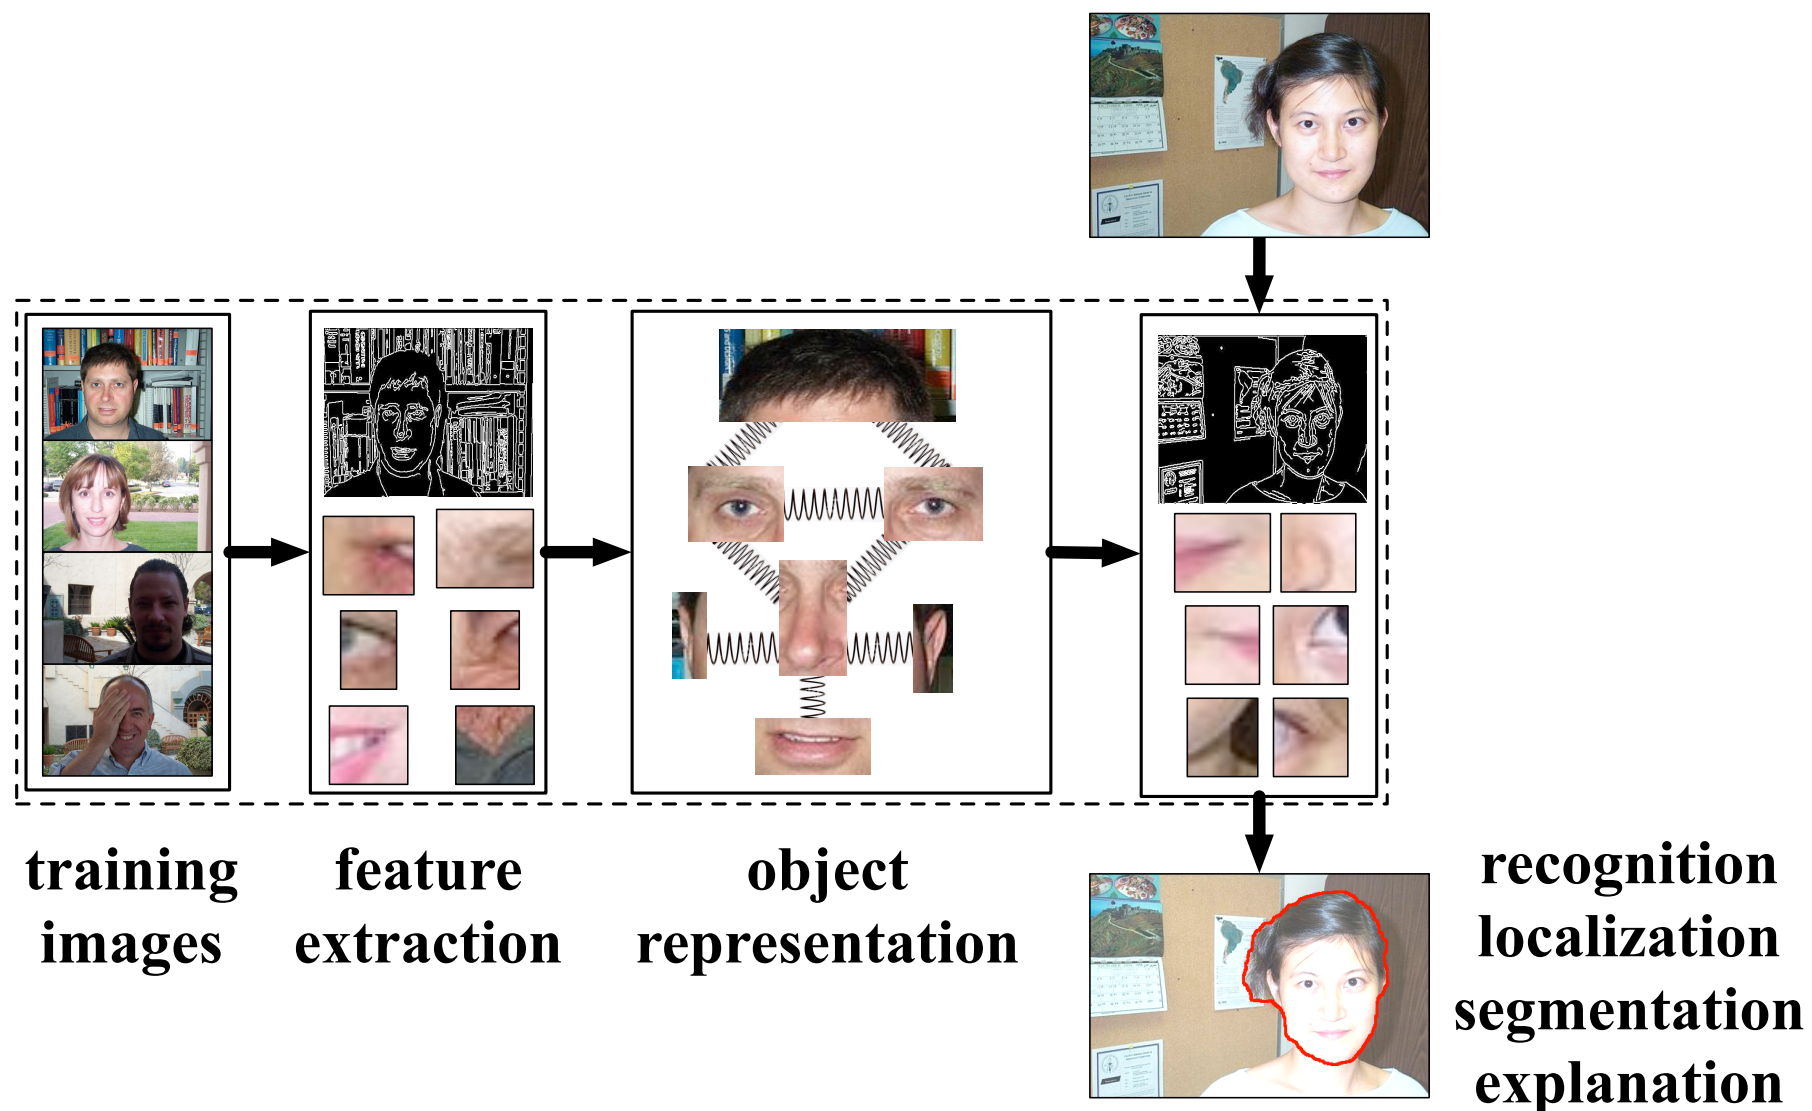 training
images
feature
extraction
object
representation
recognition
localization
segmentation
explanation